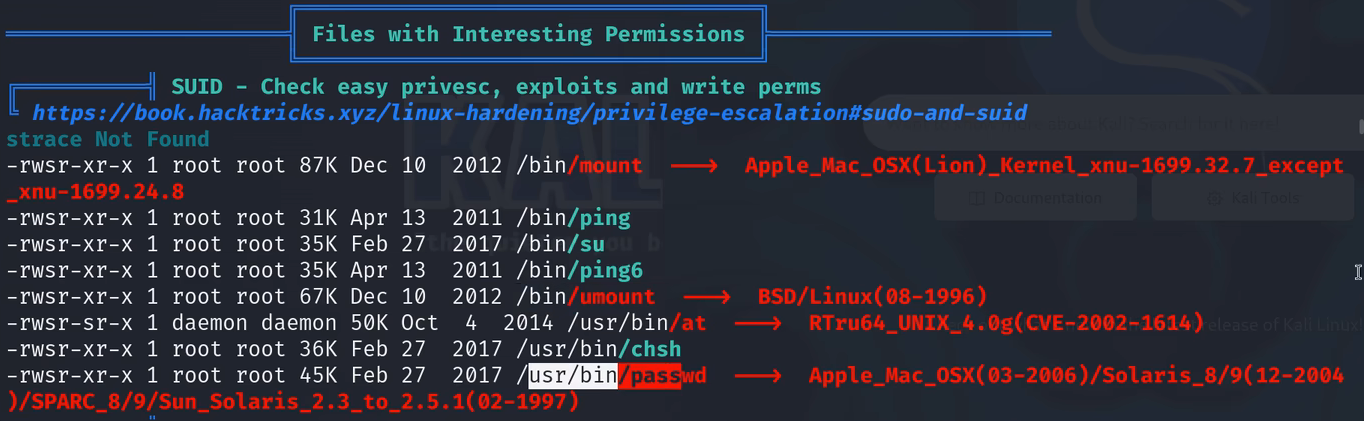 Files with Interesting Permissions
SUID - Check easy privesc, exploits and write perms
https://book.hacktricks.xyz/linux-hardening/privilege-escalation#sudo-and-suid
strace Not Found
-rwsr-xr-x 1 root root 87K Dec 10  2012 /bin/mount  --->  Apple_Mac_OSX(Lion)_Kernel_xnu-1699.32.7_except
_xnu-1699.24.8
-rwsr-xr-x 1 root root 31K Apr 13  2011 /bin/ping
-rwsr-xr-x 1 root root 35K Feb 27  2017 /bin/su
-rwsr-xr-x 1 root root 35K Apr 13  2011 /bin/ping6
-rwsr-xr-x 1 root root 67K Dec 10  2012 /bin/umount  --->  BSD/Linux(08-1996)
-rwsr-sr-x 1 daemon daemon 50K Oct  4  2014 /usr/bin/at  --->  RTru64_UNIX_4.0g(CVE-2002-1614)
-rwsr-xr-x 1 root root 36K Feb 27  2017 /usr/bin/chsh
-rwsr-xr-x 1 root root 45K Feb 27  2017 /usr/bin/passwd  --->  Apple_Mac_OSX(03-2006)/Solaris_8/9(12-2004
)/SPARC_8/9/Sun_Solaris_2.3_to_2.5.1(02-1997)
KAL
Documentation
Kali Tools
release of Kali Linux